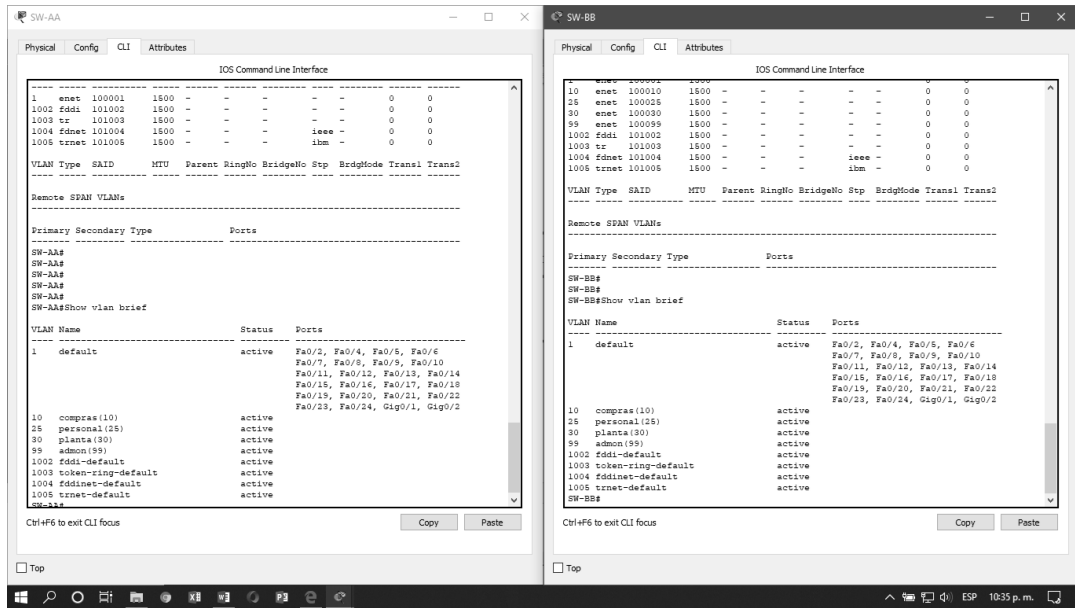 SW-AA
Physical Config CLI Attributes
IOS Command Line Interface
---- ----- ---------- ----- ------ ------ -------- ---- -------- ------ ------
1 enet 100001 1500 - - - - - 0 0
1002 fddi 101002 1500 - - - - - 0 0
1003 tr 101003 1500 - - - - - 0 0
1004 fdnet 101004 1500 - - - ieee - 0 0
1005 trnet 101005 1500 - - - ibm - 0 0
VLAN Type SAID MTU Parent RingNo BridgeNo Stp BrdgMode Trans1 Trans2
---- ----- ---------- ----- ------ ------ -------- ---- -------- ------ ------
Remote SPAN VLANs
------------------------------------------------------------------------------
Primary Secondary Type Ports
------- --------- ----------------- ------------------------------------------
SW-AA#
SW-AA#
SW-AA#
SW-AA#
SW-AA#
SW-AA#Show vlan brief
VLAN Name Status Ports
---- -------------------------------- --------- -------------------------------
1 default active Fa0/2, Fa0/4, Fa0/5, Fa0/6
Fa0/7, Fa0/8, Fa0/9, Fa0/10
Fa0/11, Fa0/12, Fa0/13, Fa0/14
Fa0/15, Fa0/16, Fa0/17, Fa0/18
Fa0/19, Fa0/20, Fa0/21, Fa0/22
Fa0/23, Fa0/24, Gig0/1, Gig0/2
10 compras(10) active
25 personal(25) active
30 planta(30) active
99 admon(99) active
1002 fddi-default active
1003 token-ring-default active
1004 fddinet-default active
1005 trnet-default active
SW-AA#
Ctrl+F6 to exit CLI focus
Copy Paste
Top
SW-BB
Physical Config CLI Attributes
IOS Command Line Interface
1 enet 100001 1500 - - - - - 0 0
10 enet 100010 1500 - - - - - 0 0
25 enet 100025 1500 - - - - - 0 0
30 enet 100030 1500 - - - - - 0 0
99 enet 100099 1500 - - - - - 0 0
1002 fddi 101002 1500 - - - - - 0 0
1003 tr 101003 1500 - - - - - 0 0
1004 fdnet 101004 1500 - - - ieee - 0 0
1005 trnet 101005 1500 - - - ibm - 0 0
VLAN Type SAID MTU Parent RingNo BridgeNo Stp BrdgMode Trans1 Trans2
---- ----- ---------- ----- ------ ------ -------- ---- -------- ------ ------
Remote SPAN VLANs
------------------------------------------------------------------------------
Primary Secondary Type Ports
------- --------- ----------------- ------------------------------------------
SW-BB#
SW-BB#
SW-BB#Show vlan brief
VLAN Name Status Ports
---- -------------------------------- --------- -------------------------------
1 default active Fa0/2, Fa0/4, Fa0/5, Fa0/6
Fa0/7, Fa0/8, Fa0/9, Fa0/10
Fa0/11, Fa0/12, Fa0/13, Fa0/14
Fa0/15, Fa0/16, Fa0/17, Fa0/18
Fa0/19, Fa0/20, Fa0/21, Fa0/22
Fa0/23, Fa0/24, Gig0/1, Gig0/2
10 compras(10) active
25 personal(25) active
30 planta(30) active
99 admon(99) active
1002 fddi-default active
1003 token-ring-default active
1004 fddinet-default active
1005 trnet-default active
SW-BB#
Ctrl+F6 to exit CLI focus
Copy Paste
Top
ESP 10:35 p. m.